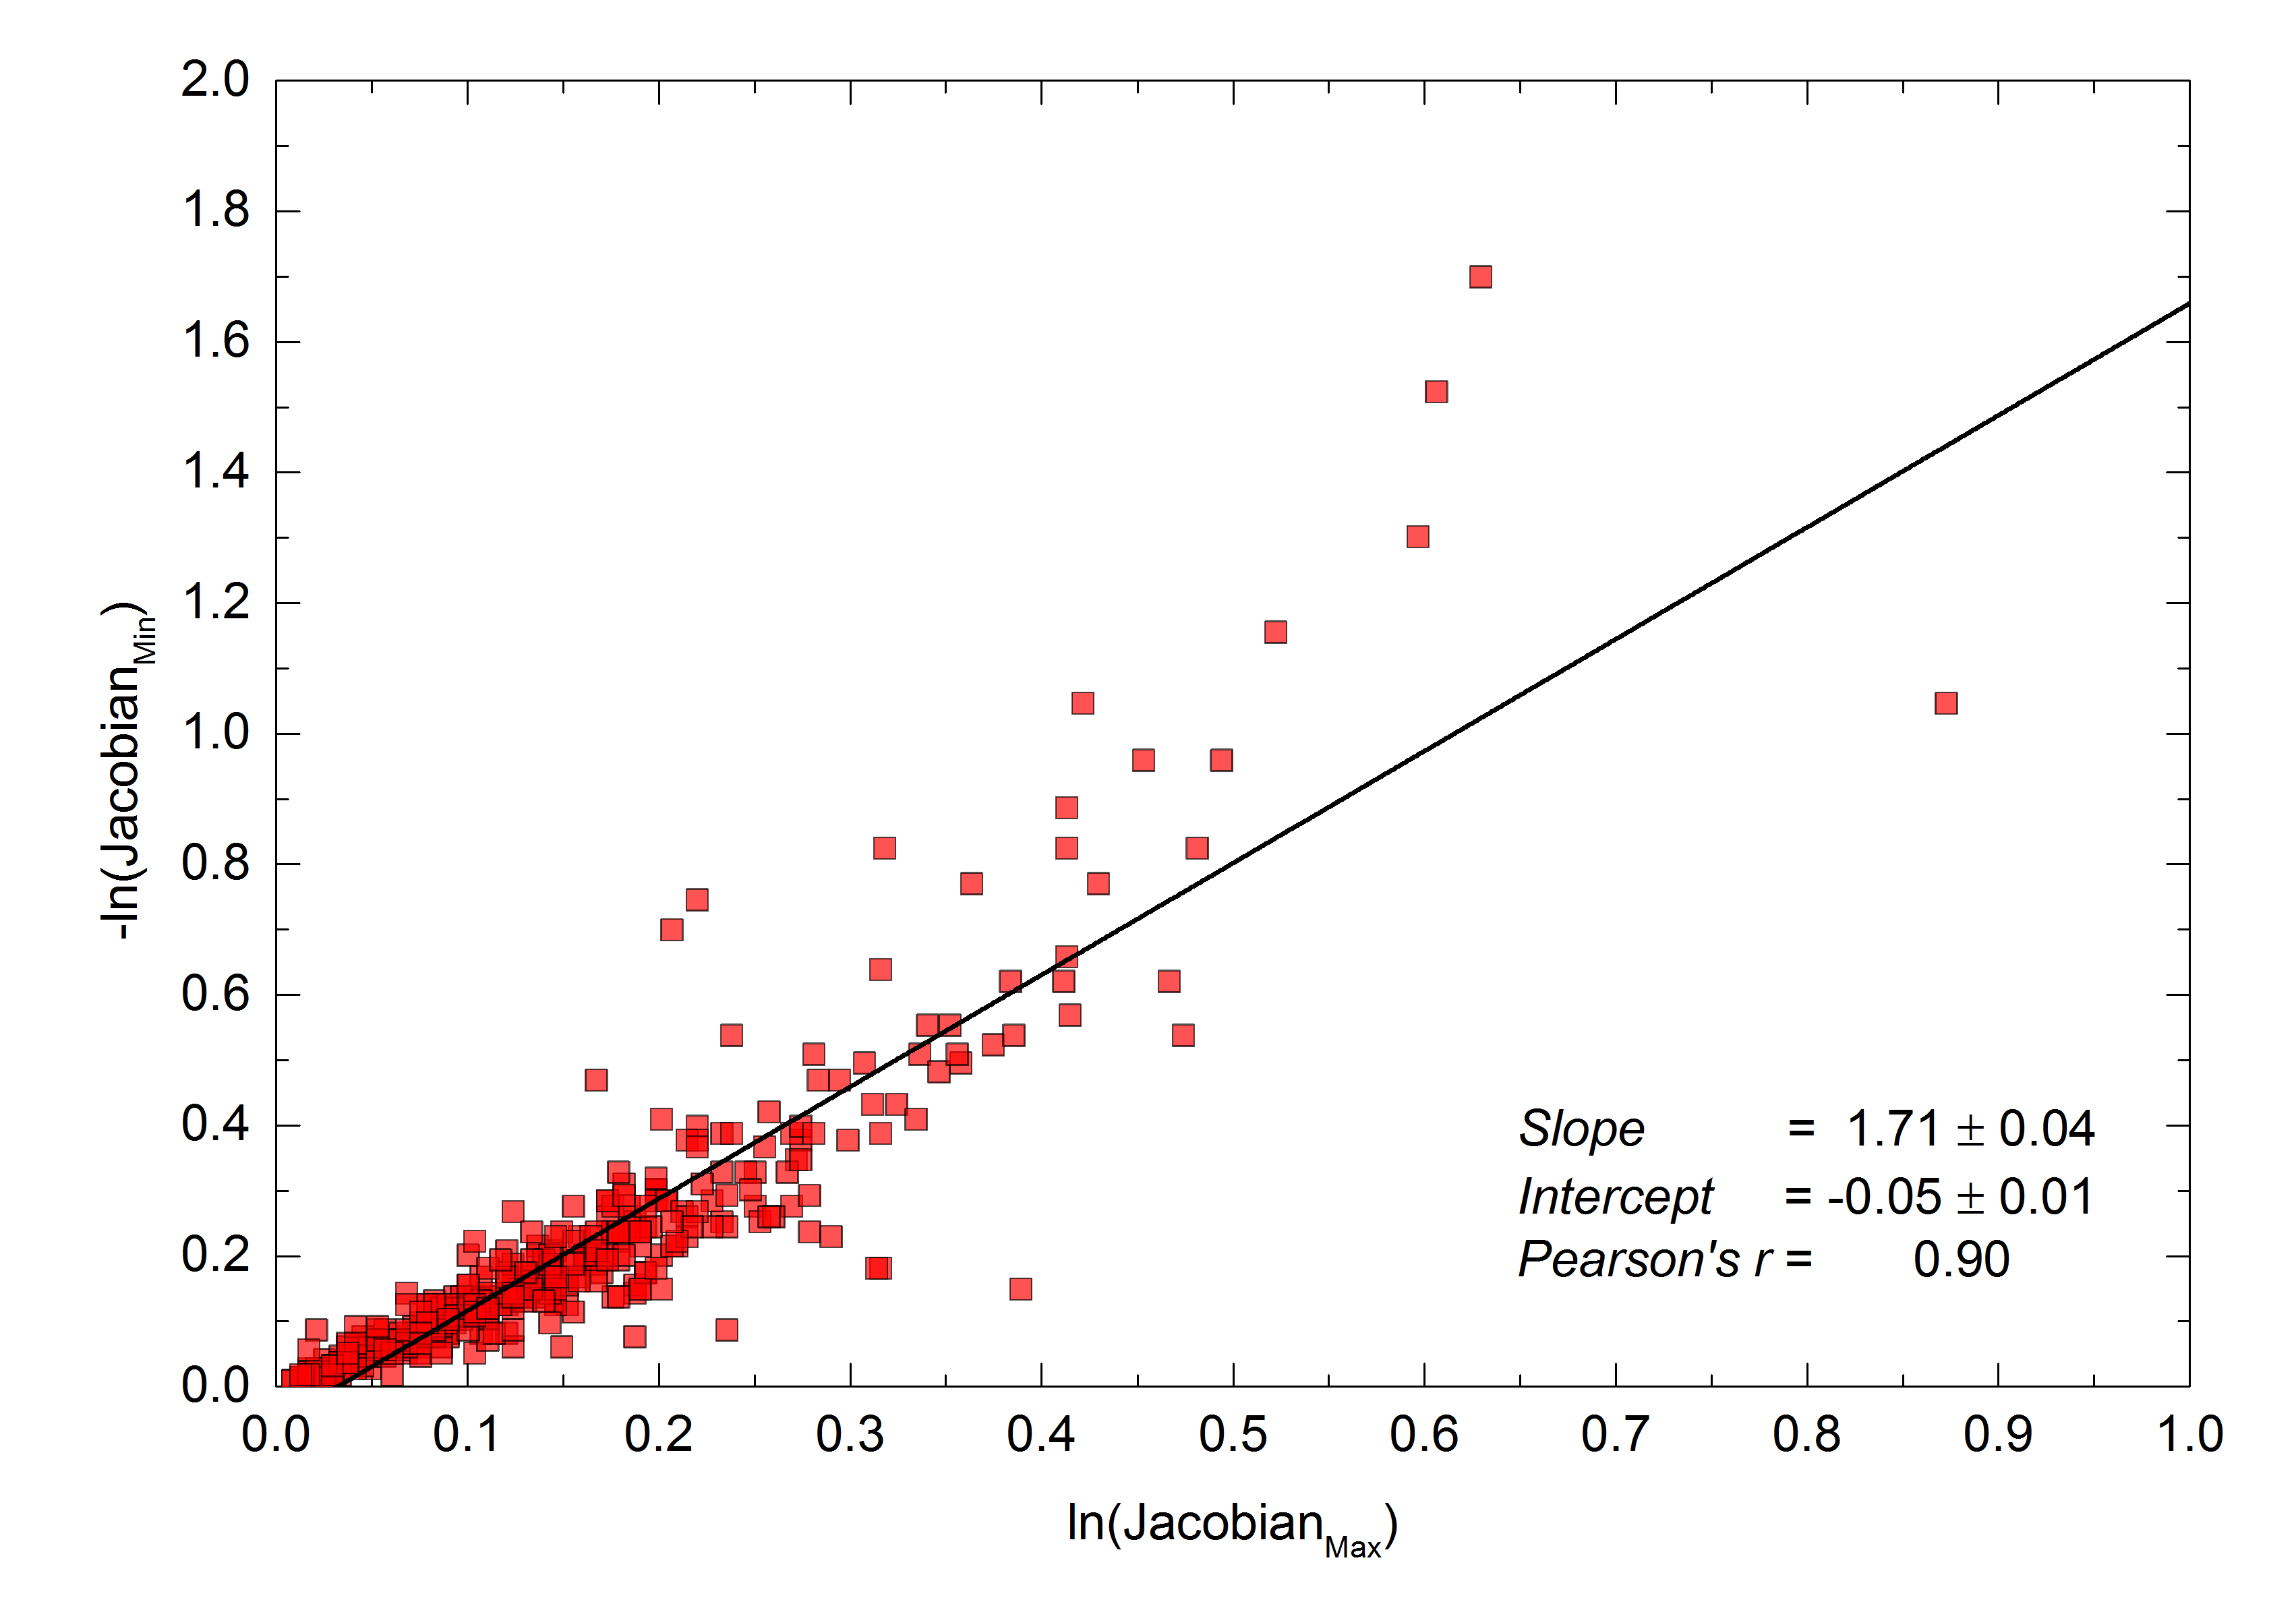 2.0
1.8
1.6
1.4
1.2
1.0
0.8
0.6
0.4
0.2
0.0
-ln(Jacobian_Min)
Slope = 1.71 ± 0.04
Intercept = -0.05 ± 0.01
Pearson's r = 0.90
0.0 0.1 0.2 0.3 0.4 0.5 0.6 0.7 0.8 0.9 1.0
ln(Jacobian_Max)